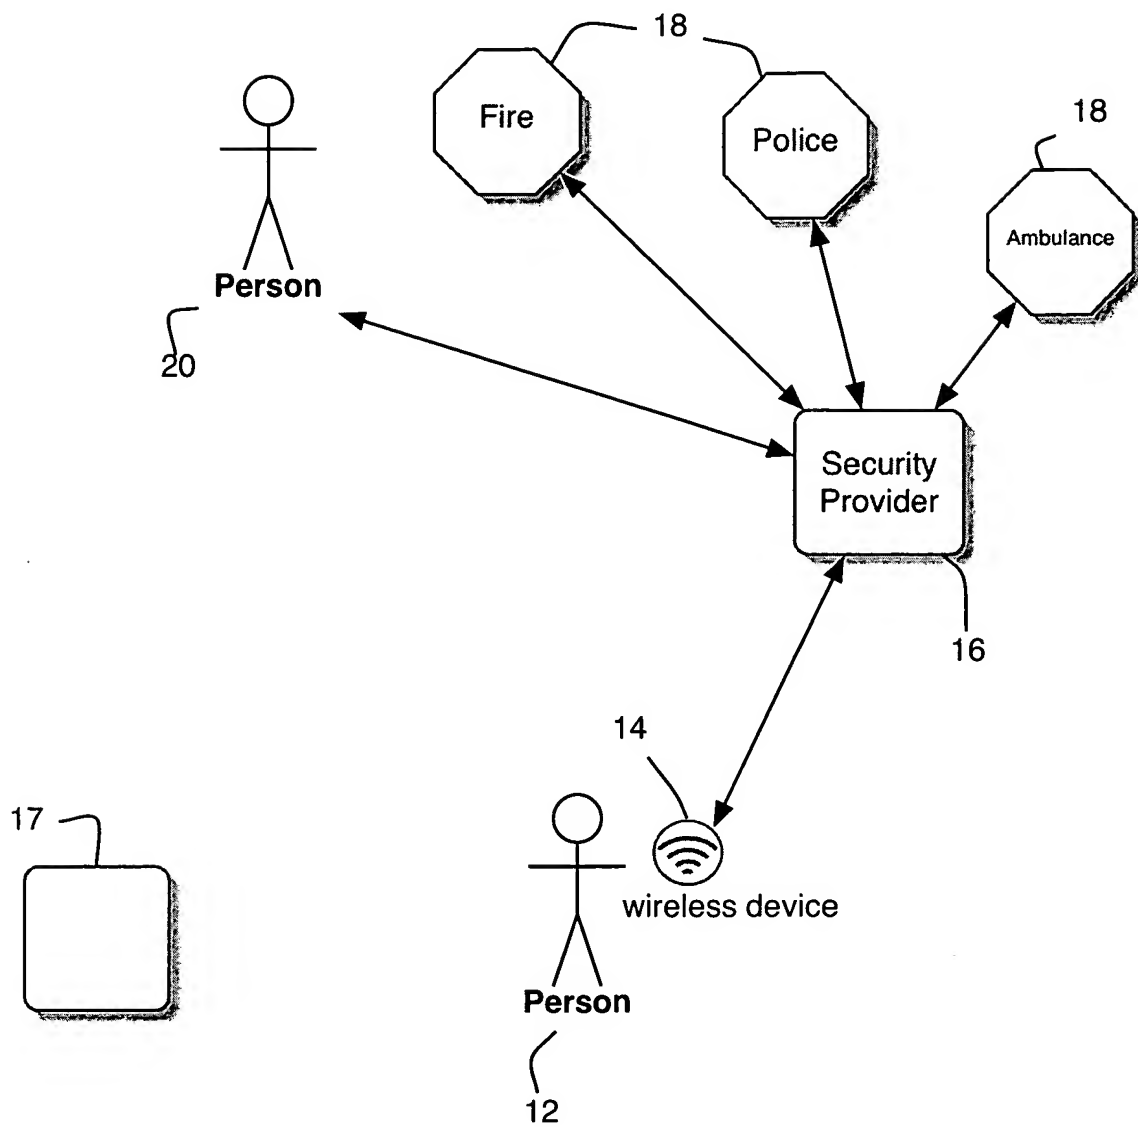 18
Fire
Police
18
Ambulance
Person
20
Security
Provider
16
14
17
wireless device
Person
12